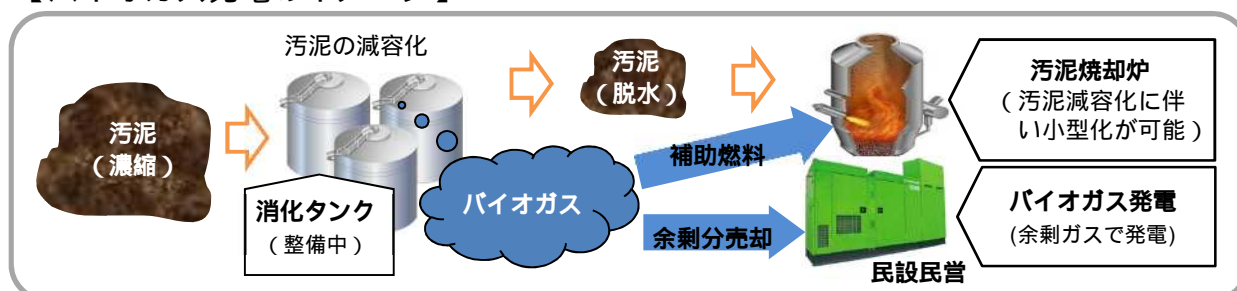 汚泥の減容化
汚泥
（濃縮）
汚泥
（脱水）
汚泥焼却炉
（汚泥減容化に伴
い小型化が可能）
消化タンク
（整備中）
バイオガス
補助燃料
余剰分売却
バイオガス発電
(余剰ガスで発電)
民設民営